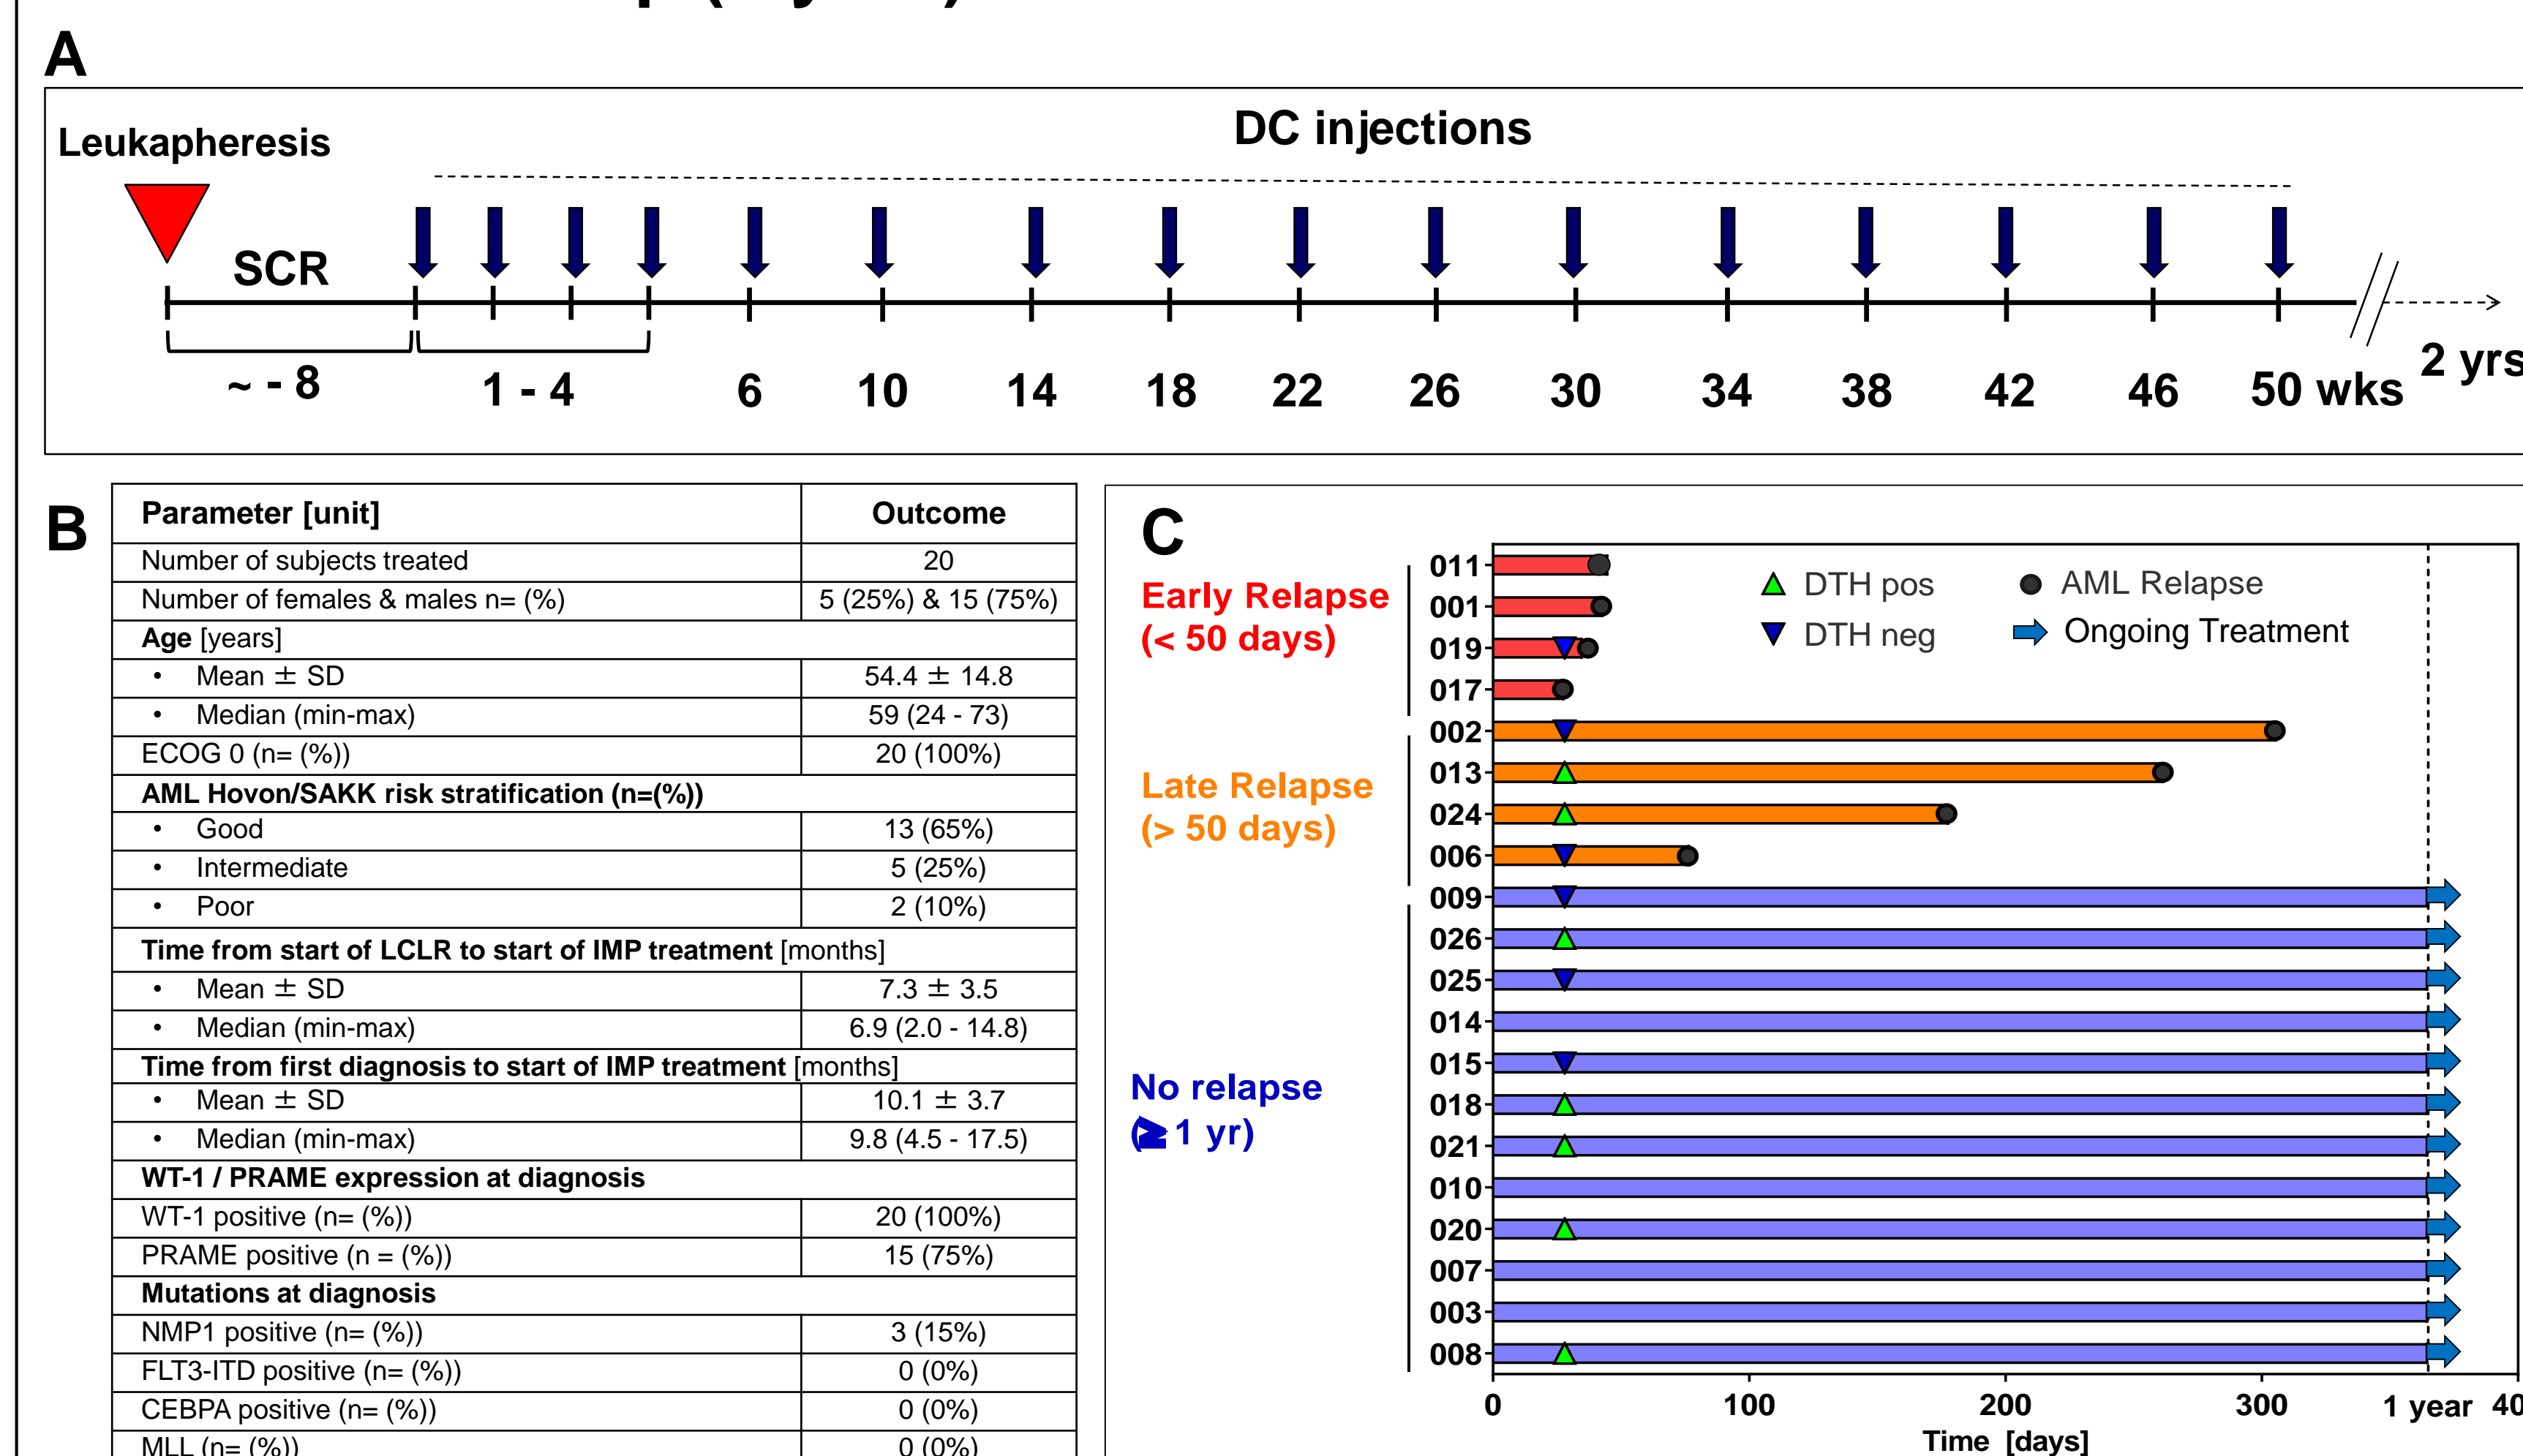 A
Leukapheresis
DC injections
SCR
~ - 8
1 - 4
6
10
14
18
22
26
30
34
38
42
46
50 wks
2 yrs
B
Parameter [unit] Outcome
Number of subjects treated 20
Number of females & males n= (%) 5 (25%) & 15 (75%)
Age [years]
• Mean ± SD 54.4 ± 14.8
• Median (min-max) 59 (24 - 73)
ECOG 0 (n= (%)) 20 (100%)
AML Hovon/SAKK risk stratification (n=(%))
• Good 13 (65%)
• Intermediate 5 (25%)
• Poor 2 (10%)
Time from start of LCLR to start of IMP treatment [months]
• Mean ± SD 7.3 ± 3.5
• Median (min-max) 6.9 (2.0 - 14.8)
Time from first diagnosis to start of IMP treatment [months]
• Mean ± SD 10.1 ± 3.7
• Median (min-max) 9.8 (4.5 - 17.5)
WT-1 / PRAME expression at diagnosis
WT-1 positive (n= (%)) 20 (100%)
PRAME positive (n = (%)) 15 (75%)
Mutations at diagnosis
NMP1 positive (n= (%)) 3 (15%)
FLT3-ITD positive (n= (%)) 0 (0%)
CEBPA positive (n= (%)) 0 (0%)
MLL (n= (%)) 0 (0%)
C
Early Relapse
(< 50 days)
Late Relapse
(> 50 days)
No relapse
(≥ 1 yr)
DTH pos
AML Relapse
DTH neg
Ongoing Treatment
011
001
019
017
002
013
024
006
009
026
025
014
015
018
021
010
020
007
003
008
0
100
200
300
1 year
Time [days]